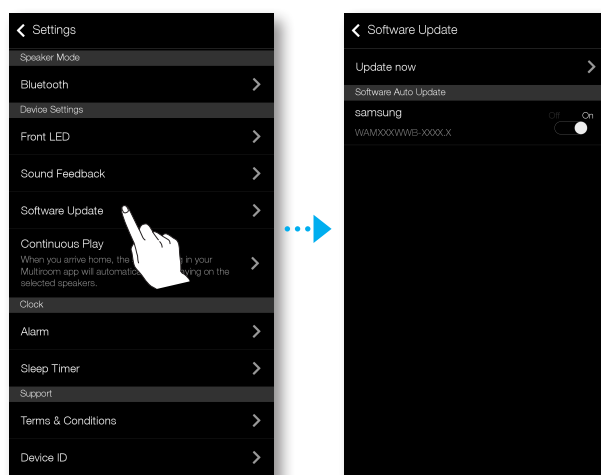 Settings
Speaker Mode
Bluetooth
Device Settings
Front LED
Sound Feedback
Software Update
Continuous Play
When you arrive home, the in your
Multiroom app will automatica ying on the
selected speakers.
Clock
Alarm
Sleep Timer
Support
Terms & Conditions
Device ID
Software Update
Update now
Software Auto Update
samsung
Off On
WAMXXXWWB-XXXX.X